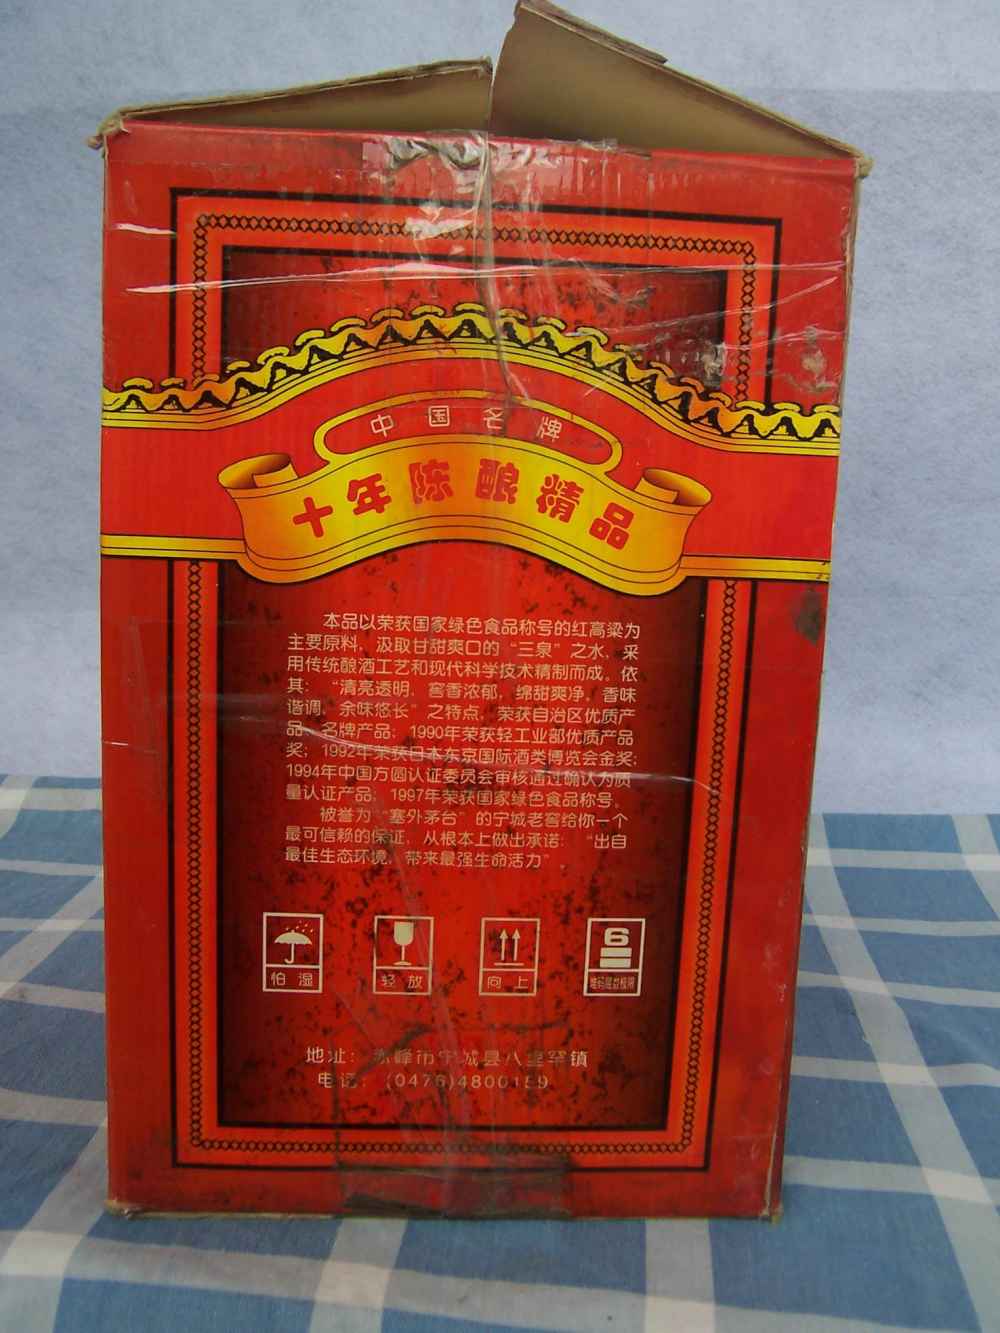 中国名牌
十年陈酿精品
本品以荣获国家绿色食品称号的红高粱为
主要原料，汲取甘甜爽口的“三泉”之水，采
用传统酿酒工艺和现代科学技术精制而成。依
其：“清亮透明，窖香浓郁，绵甜爽净，香味
谐调，余味悠长”之特点，荣获自治区优质产
品、名牌产品；1990年荣获轻工业部优质产品
奖；1992年荣获日本东京国际酒类博览会金奖；
1994年中国方圆认证委员会审核通过确认为质
量认证产品；1997年荣获国家绿色食品称号。
被誉为“塞外茅台”的宁城老窖给你一个
最可信赖的保证，从根本上做出承诺：“出自
最佳生态环境，带来最强生命活力”。
6
怕湿 轻放 向上 堆码层数极限
地址：赤峰市宁城县八里罕镇
电话：(0476)4800159